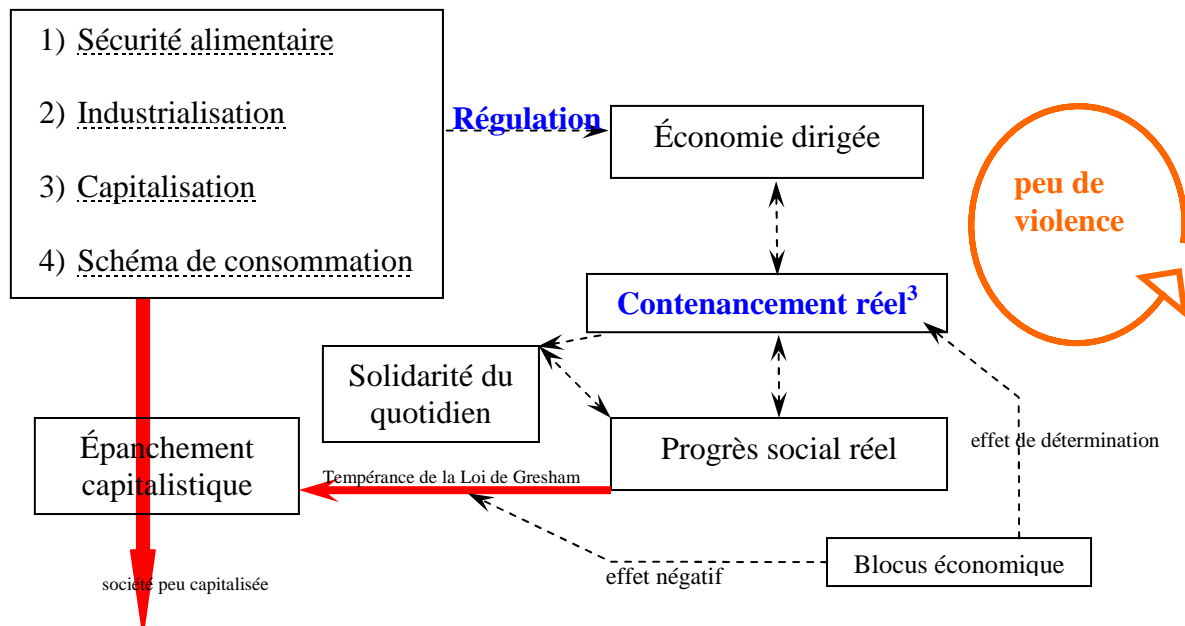 1) Sécurité alimentaire
2) Industrialisation
3) Capitalisation
4) Schéma de consommation
Régulation
Économie dirigée
peu de
violence
Contenancement réel³
Solidarité du
quotidien
Progrès social réel
effet de détermination
Épanchement
capitalistique
Tempérance de la Loi de Gresham
Blocus économique
effet négatif
société peu capitalisée